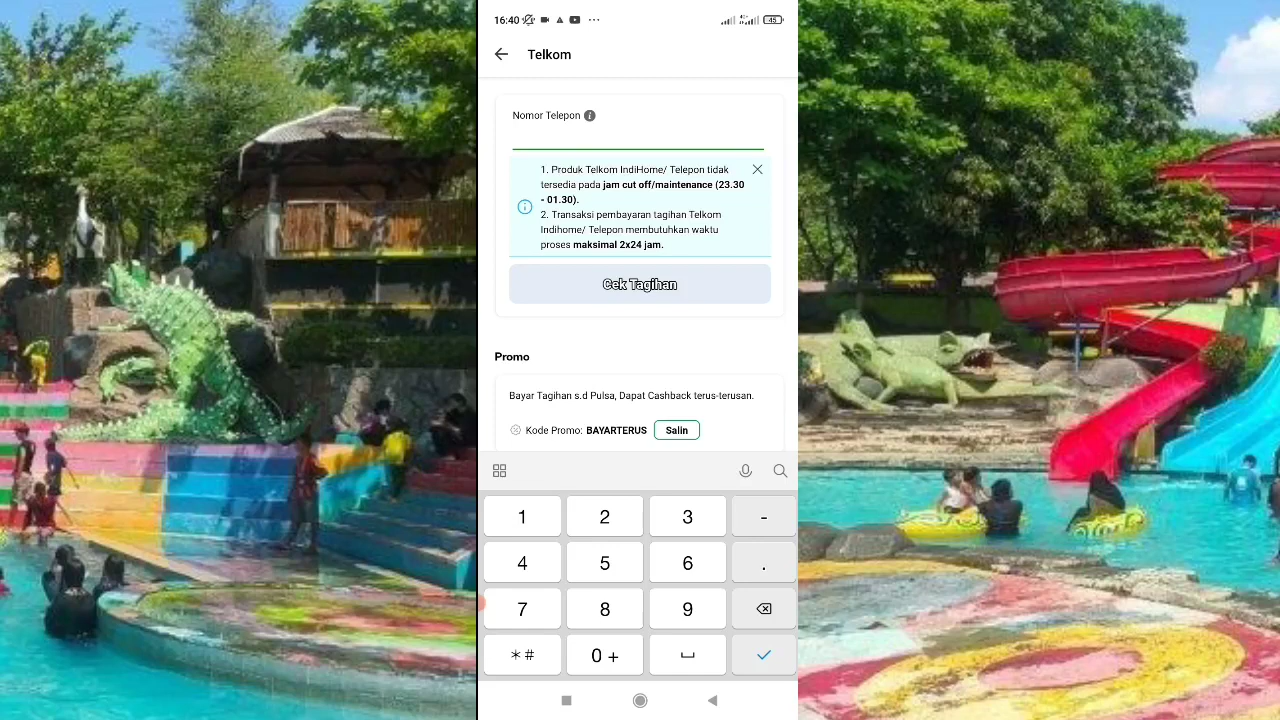 16:40
Telkom
Nomor Telepon
1. Produk Telkom IndiHome/ Telepon tidak
tersedia pada jam cut off/maintenance (23.30
- 01.30).
2. Transaksi pembayaran tagihan Telkom
Indihome/ Telepon membutuhkan waktu
proses maksimal 2x24 jam.
Cek Tagihan
Promo
Bayar Tagihan s.d Pulsa, Dapat Cashback terus-terusan.
Kode Promo: BAYARTERUS Salin
1 2 3 -
4 5 6 .
7 8 9
*# 0 +